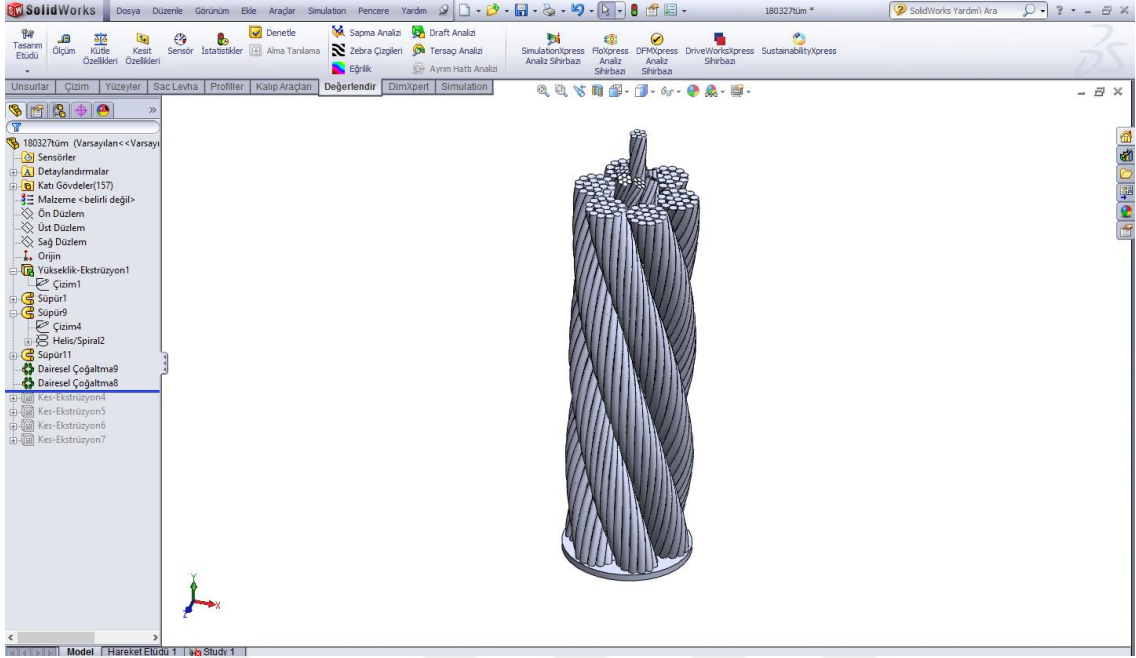 SolidWorks
Dosya Düzenle Görünüm Ekle Araçlar Simulation Pencere Yardım
180327tüm *
SolidWorks Yardım'ı Ara
Tasarım Etüdü
Ölçüm
Kütle Özellikleri
Kesit Özellikleri
Sensör
İstatistikler
Denetle
Alma Tanılama
Sapma Analizi
Zebra Çizgileri
Eğrilik
Draft Analizi
Tersaçı Analizi
Ayrım Hattı Analizi
SimulationXpress Analiz Sihirbazı
FloXpress Analiz Sihirbazı
DFMXpress Analiz Sihirbazı
DriveWorksXpress Sihirbazı
SustainabilityXpress
Unsurlar Çizim Yüzeyler Sac Levha Profiller Kalıp Araçları Değerlendir DimXpert Simulation
180327tüm (Varsayılan<<Varsayı
Sensörler
Detaylandırmalar
Katı Gövdeler(157)
Malzeme <belirli değil>
Ön Düzlem
Üst Düzlem
Sağ Düzlem
Orijin
Yükseklik-Ekstrüzyon1
Çizim1
Süpür1
Süpür9
Çizim4
Helis/Spiral2
Süpür11
Dairesel Çoğaltma9
Dairesel Çoğaltma8
Kes-Ekstrüzyon4
Kes-Ekstrüzyon5
Kes-Ekstrüzyon6
Kes-Ekstrüzyon7
Y
X
Z
Model Hareket Etüdü 1 Study 1